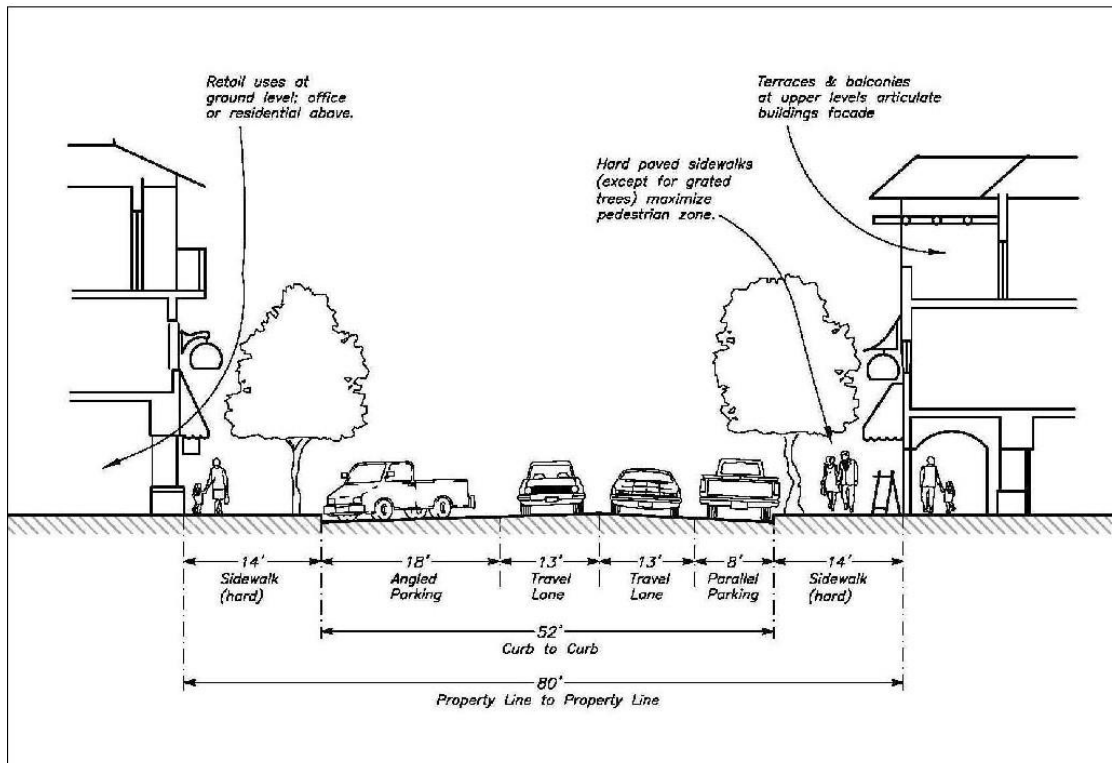 Retail uses at
ground level; office
or residential above.
Terraces & balconies
at upper levels articulate
buildings facade
Hard paved sidewalks
(except for grated
trees) maximize
pedestrian zone.
14'
Sidewalk
(hard)
18'
Angled
Parking
13'
Travel
Lane
13'
Travel
Lane
8'
Parallel
Parking
14'
Sidewalk
(hard)
52'
Curb to Curb
80'
Property Line to Property Line